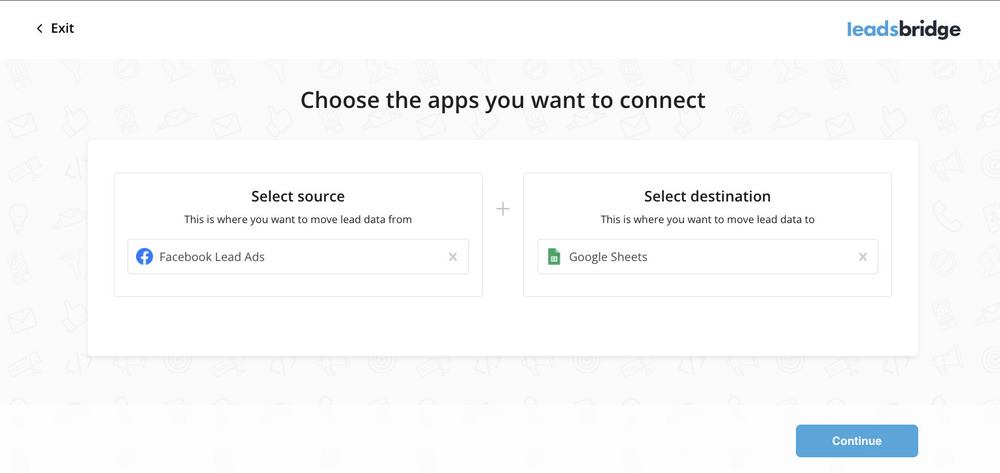 Exit
leadsbridge
Choose the apps you want to connect
Select source
This is where you want to move lead data from
Facebook Lead Ads
Select destination
This is where you want to move lead data to
Google Sheets
Continue